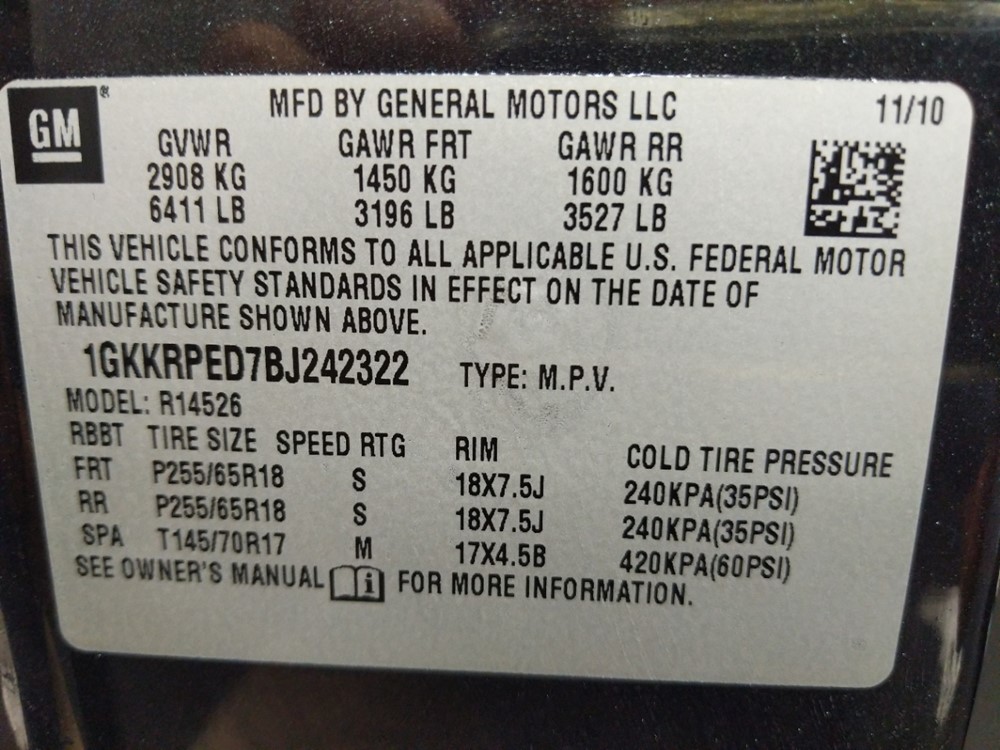 GM ®
MFD BY GENERAL MOTORS LLC 11/10
GVWR GAWR FRT GAWR RR
2908 KG 1450 KG 1600 KG
6411 LB 3196 LB 3527 LB
THIS VEHICLE CONFORMS TO ALL APPLICABLE U.S. FEDERAL MOTOR
VEHICLE SAFETY STANDARDS IN EFFECT ON THE DATE OF
MANUFACTURE SHOWN ABOVE.
1GKKRPED7BJ242322 TYPE: M.P.V.
MODEL: R14526
RBBT TIRE SIZE SPEED RTG RIM COLD TIRE PRESSURE
FRT P255/65R18 S 18X7.5J 240KPA(35PSI)
RR P255/65R18 S 18X7.5J 240KPA(35PSI)
SPA T145/70R17 M 17X4.5B 420KPA(60PSI)
SEE OWNER'S MANUAL i FOR MORE INFORMATION.